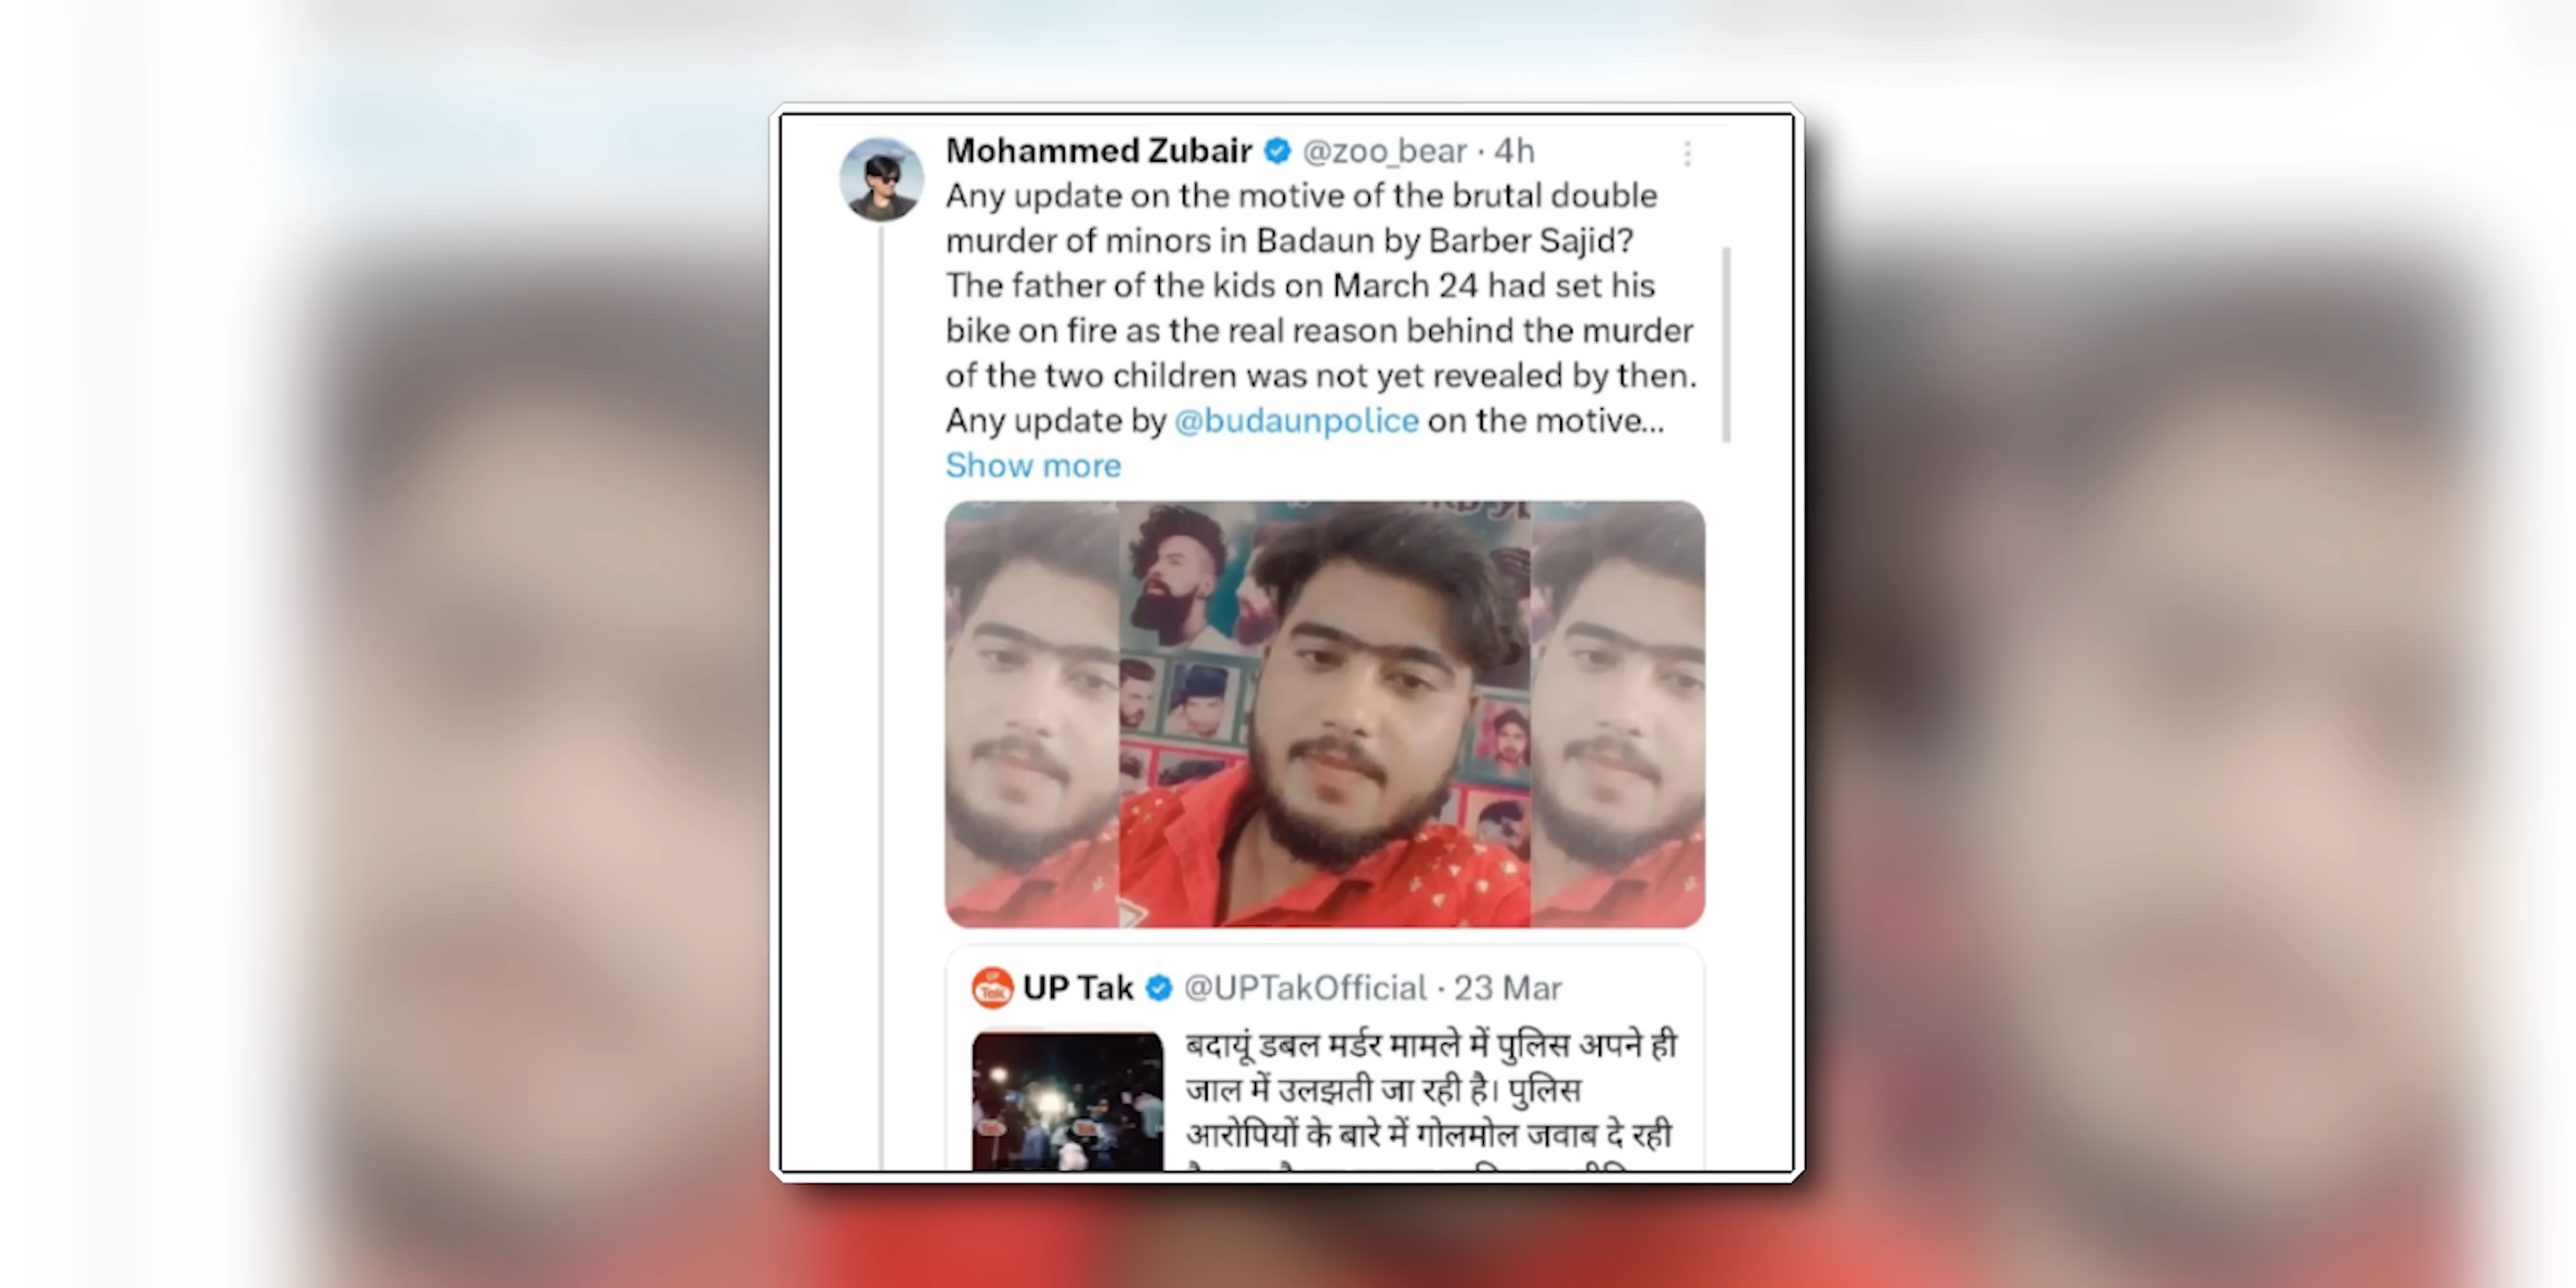 Mohammed Zubair @zoo_bear · 4h
Any update on the motive of the brutal double
murder of minors in Badaun by Barber Sajid?
The father of the kids on March 24 had set his
bike on fire as the real reason behind the murder
of the two children was not yet revealed by then.
Any update by @budaunpolice on the motive...
Show more
UP
Tak
UP Tak @UPTakOfficial · 23 Mar
बदायूं डबल मर्डर मामले में पुलिस अपने ही
जाल में उलझती जा रही है। पुलिस
आरोपियों के बारे में गोलमोल जवाब दे रही